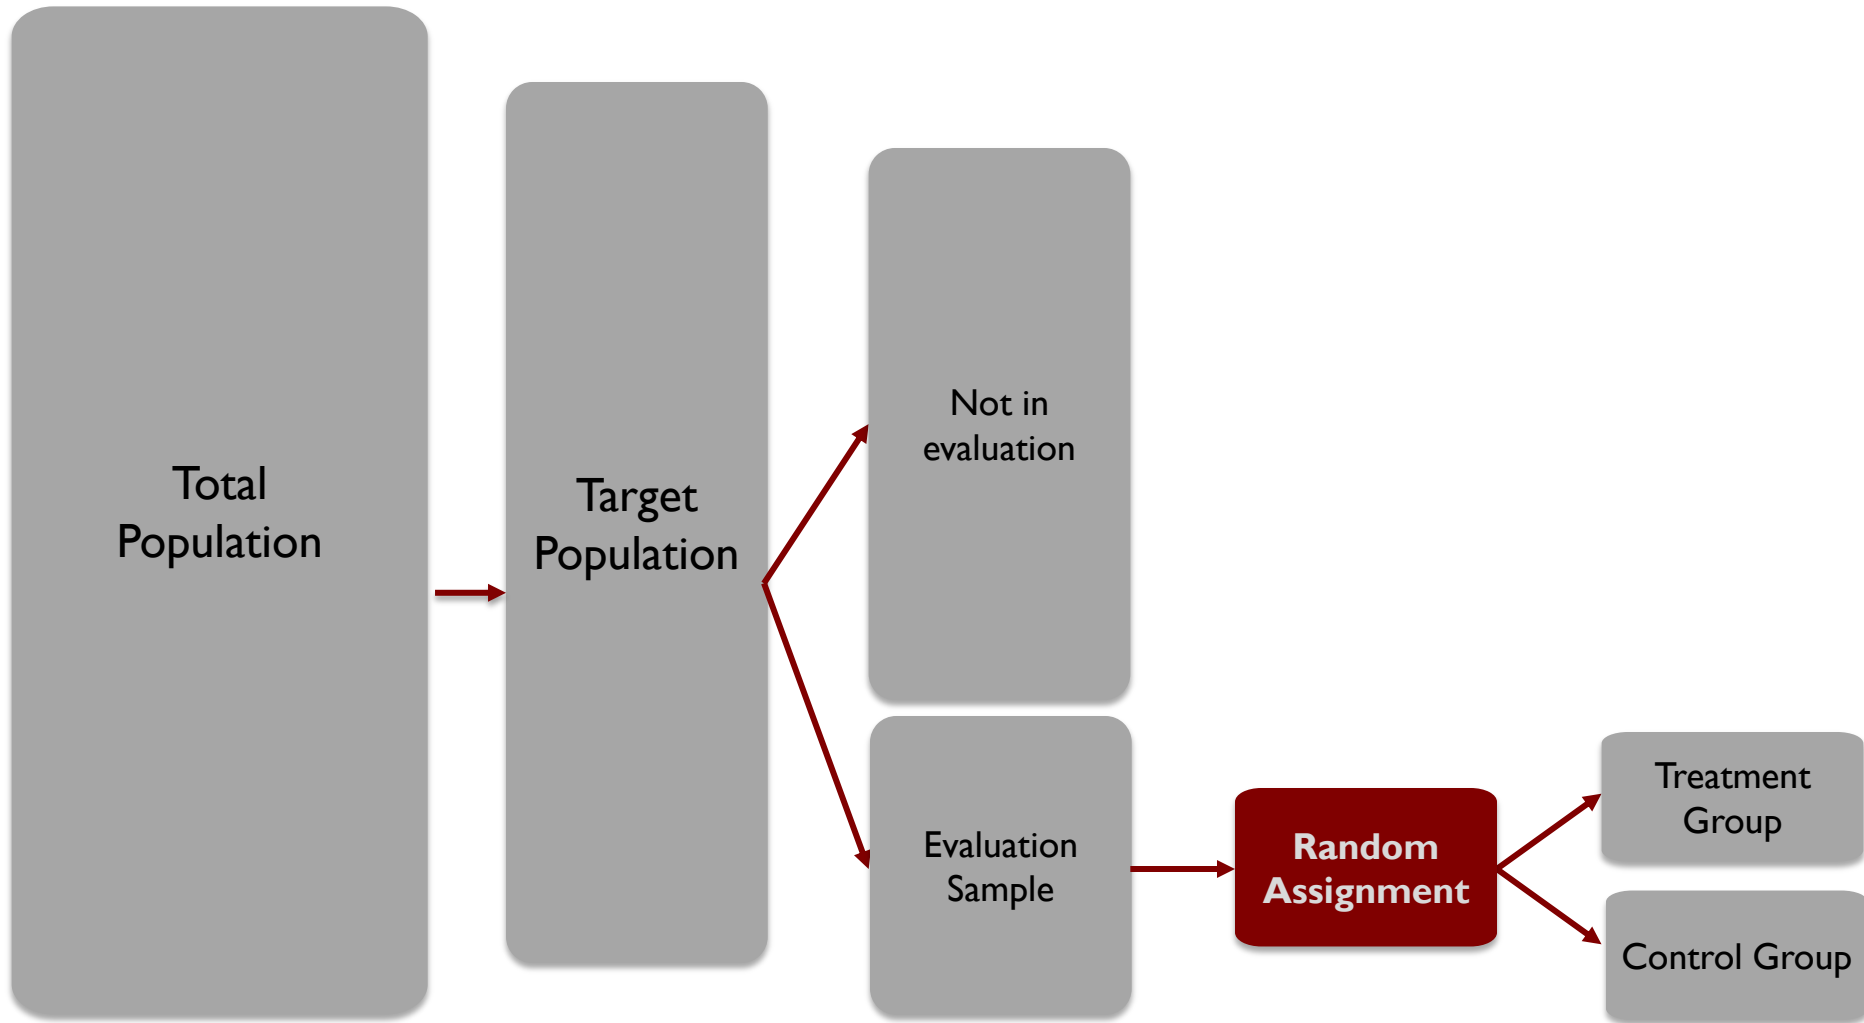 Total
Population
Target
Population
Not in
evaluation
Evaluation
Sample
Random
Assignment
Treatment
Group
Control Group